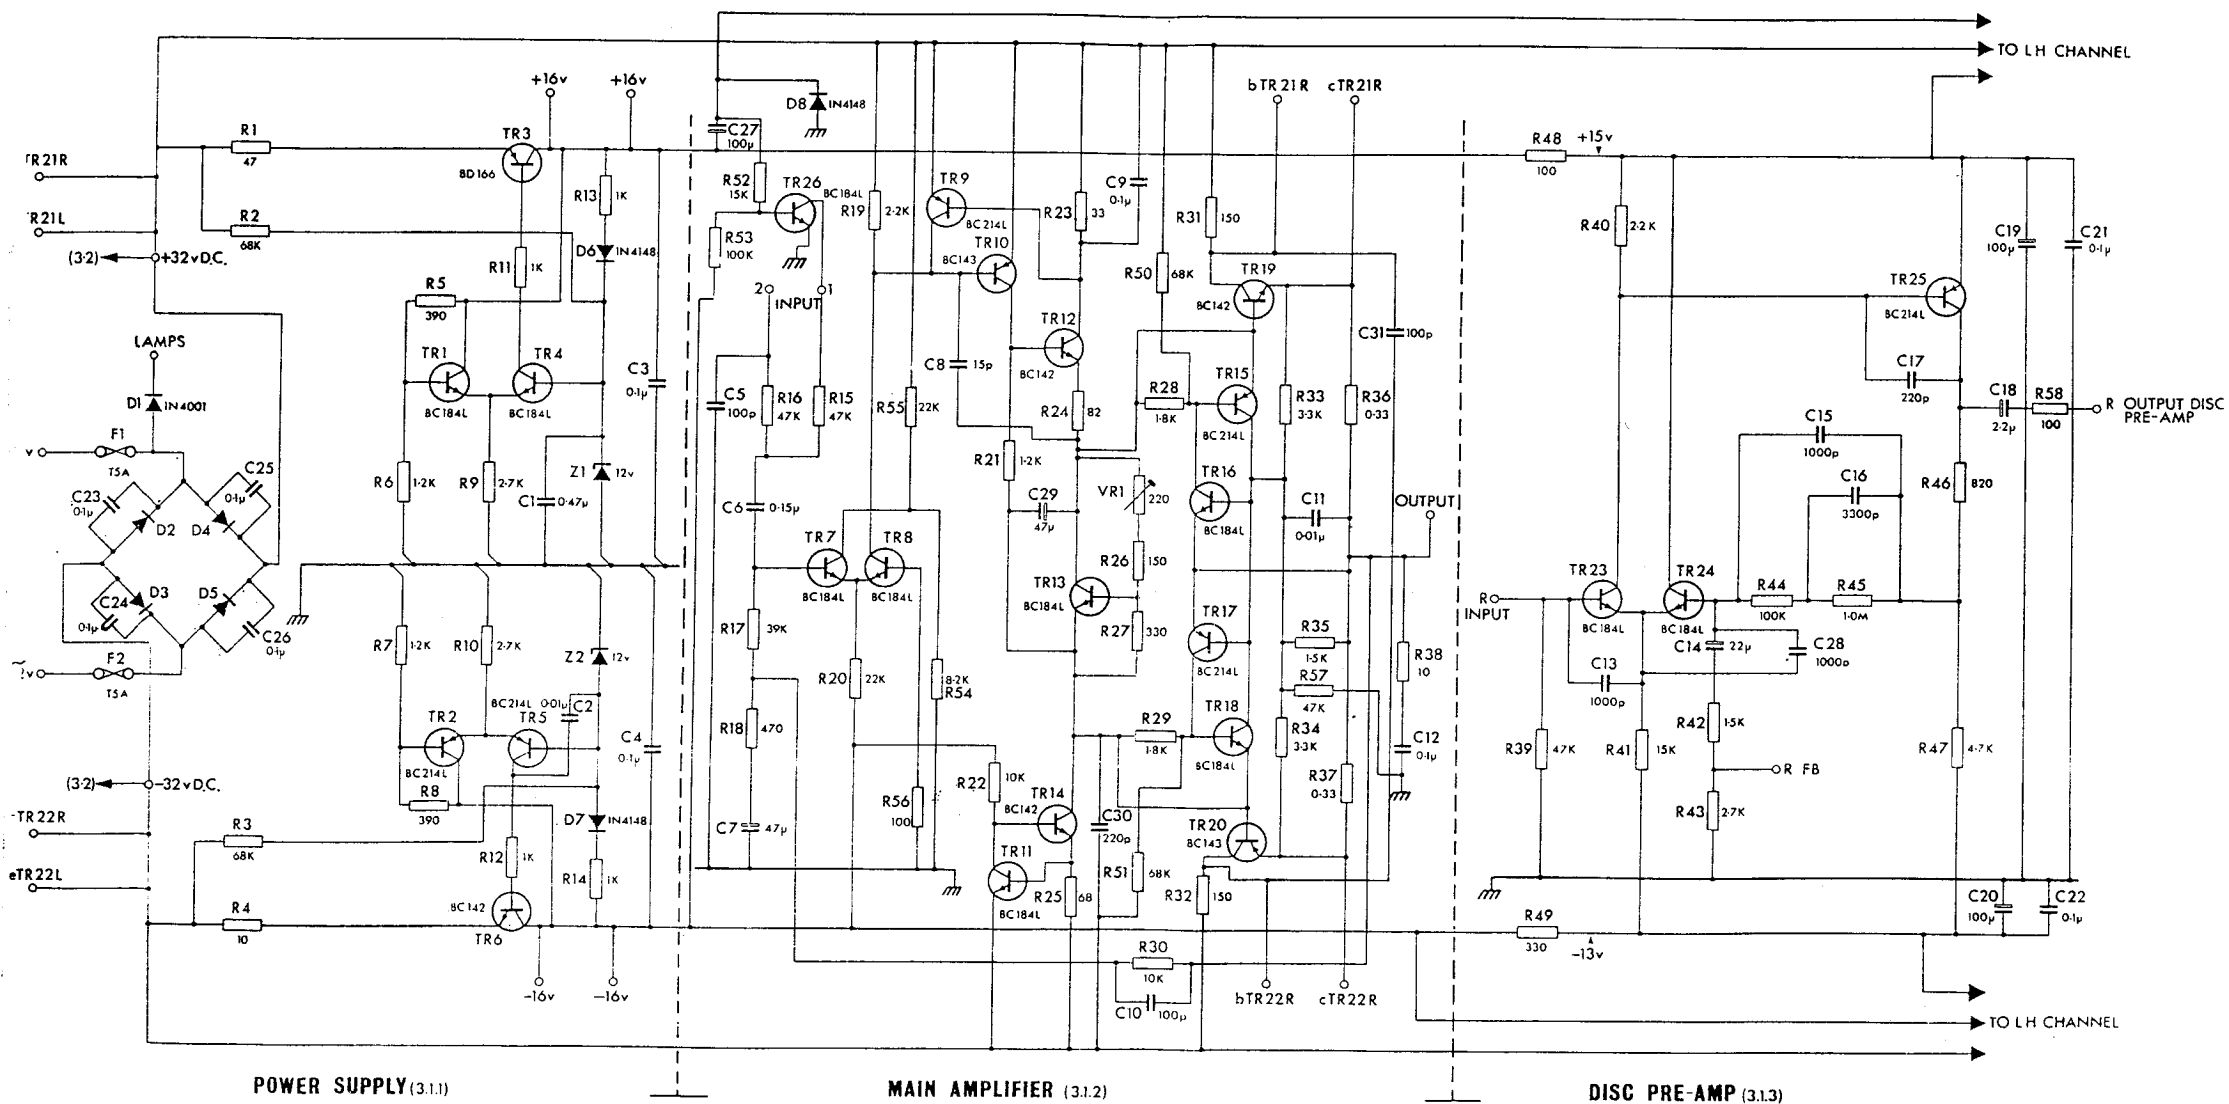 TO LH CHANNEL
+16v
+16v
bTR21R
cTR21R
D8
IN4148
R1
47
TR3
BD166
C27
100µ
R48
100
+15v
'R21R
'R21L
R2
68K
R13
1K
R52
15K
TR26
BC184L
R19
2·2K
TR9
BC214L
R23
33
C9
0·1µ
R31
150
R40
2·2K
C19
100µ
C21
0·1µ
R53
100K
(3·2)
+32vD.C.
D6
IN4148
R11
1K
TR10
BC143
R50
68K
TR19
BC142
TR25
BC214L
R5
390
2
INPUT
1
LAMPS
TR12
BC142
C31
100p
TR1
BC184L
TR4
BC184L
C3
0·1µ
C8
15p
C17
220p
D1
IN4001
C5
100p
R16
47K
R15
47K
R55
22K
R24
82
R28
1·8K
TR15
BC214L
R33
3·3K
R36
0·33
C18
2·2µ
R58
100
R
OUTPUT DISC
PRE-AMP
F1
T5A
v
C15
1000p
C25
0·1µ
C23
0·1µ
D2
D4
R6
1·2K
R9
2·7K
C1
0·47µ
Z1
12v
C6
0·15µ
R21
1·2K
C29
47µ
VR1
220
TR16
BC184L
C11
0·01µ
OUTPUT
C16
3300p
R46
820
TR7
BC184L
TR8
BC184L
R26
150
TR13
BC184L
TR23
BC184L
TR24
BC184L
R44
100K
R45
1·0M
R
INPUT
C24
0·1µ
D3
D5
C26
0·1µ
R7
1·2K
R10
2·7K
Z2
12v
R17
39K
R27
330
TR17
BC214L
R35
1·5K
R38
10
C14
22µ
C28
1000p
F2
T5A
~v
R20
22K
8·2K
R54
R57
47K
C13
1000p
BC214L
0·01µ
C2
TR2
BC214L
TR5
C4
0·1µ
R18
470
R29
1·8K
TR18
BC184L
R34
3·3K
C12
0·1µ
R39
47K
R41
15K
R42
1·5K
R47
4·7K
R FB
(3·2)
−32vD.C.
R22
10K
R37
0·33
R8
390
R56
100
TR14
BC142
R43
2·7K
-TR22R
R3
68K
D7
IN4148
C7
47µ
C30
220p
TR20
BC143
R12
1K
R14
1K
TR11
BC184L
R25
68
R51
68K
R32
150
eTR22L
R4
10
BC142
TR6
C20
100µ
C22
0·1µ
R49
330
−13v
R30
10K
C10
100µ
−16v
−16v
bTR22R
cTR22R
TO LH CHANNEL
POWER SUPPLY (3.1.1)
MAIN AMPLIFIER (3.1.2)
DISC PRE-AMP (3.1.3)